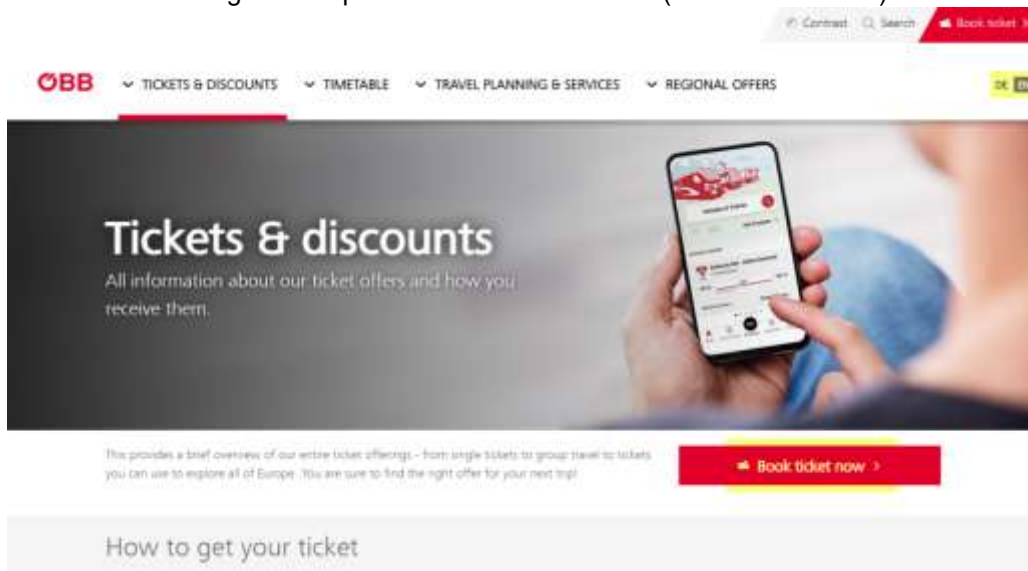 Contrast Search Book ticket
ÖBB TICKETS & DISCOUNTS TIMETABLE TRAVEL PLANNING & SERVICES REGIONAL OFFERS DE EN
Tickets & discounts
All information about our ticket offers and how you
receive them.
This provides a brief overview of our entire ticket offerings - from single tickets to group travel to tickets
you can use to explore all of Europe. You are sure to find the right offer for your next trip!
Book ticket now
How to get your ticket